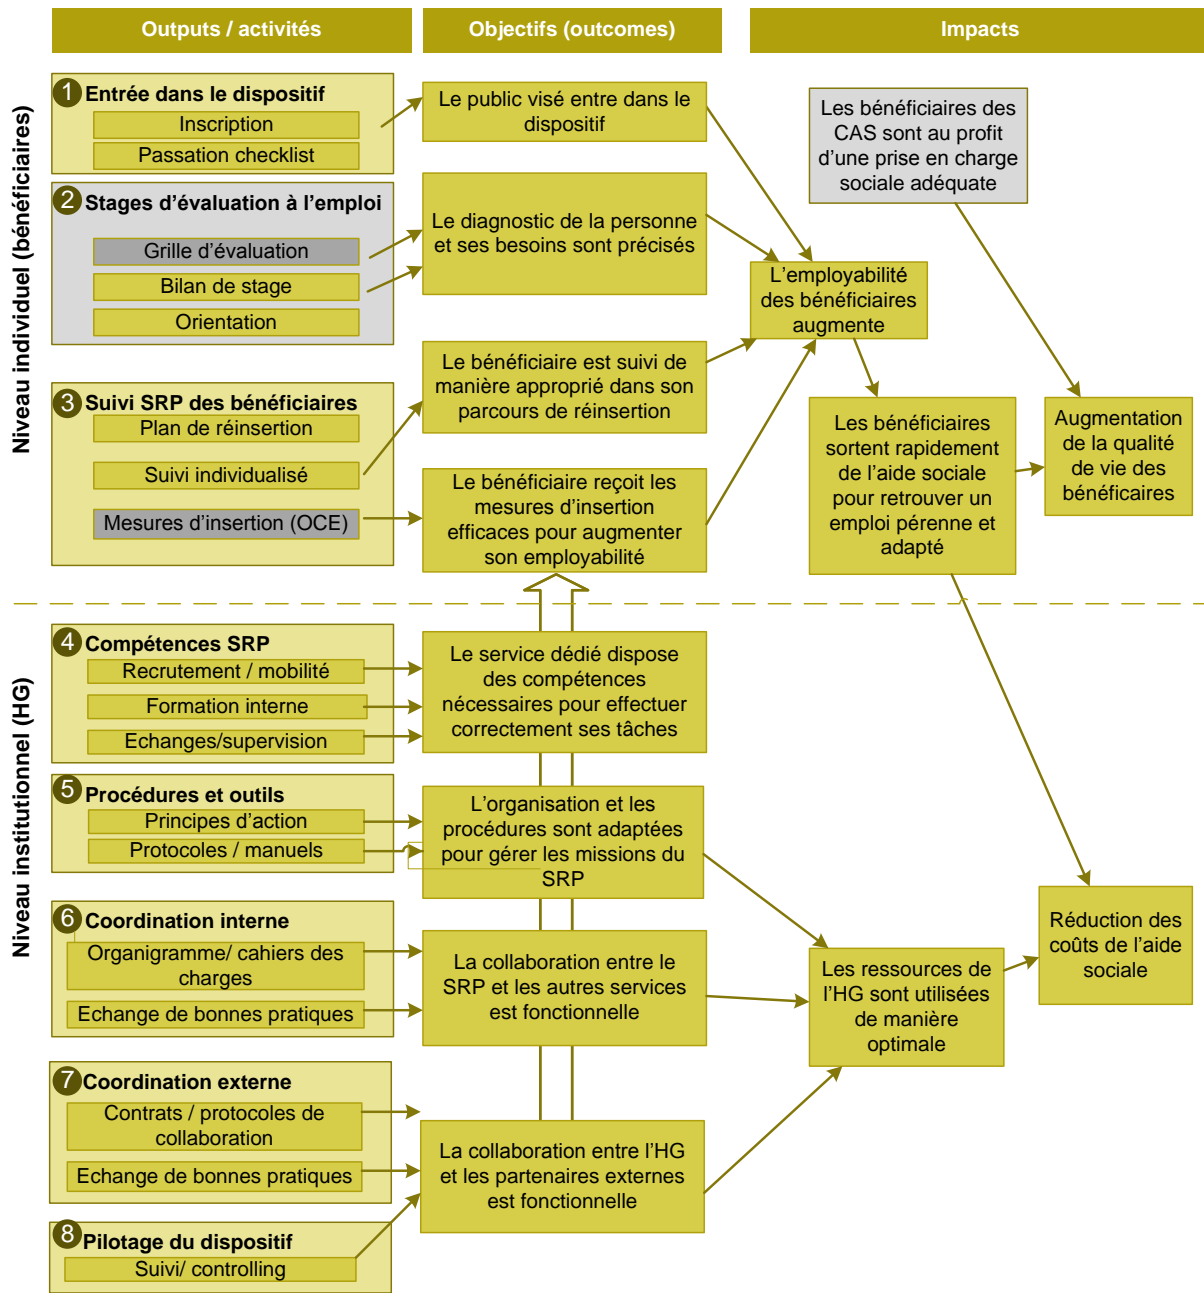 Outputs / activités
Objectifs (outcomes)
Impacts
Niveau individuel (bénéficiaires)
1
Entrée dans le dispositif
Inscription
Passation checklist
2
Stages d'évaluation à l'emploi
Grille d'évaluation
Bilan de stage
Orientation
3
Suivi SRP des bénéficiaires
Plan de réinsertion
Suivi individualisé
Mesures d'insertion (OCE)
Le public visé entre dans le
dispositif
Le diagnostic de la personne
et ses besoins sont précisés
Le bénéficiaire est suivi de
manière approprié dans son
parcours de réinsertion
Le bénéficiaire reçoit les
mesures d'insertion
efficaces pour augmenter
son employabilité
Les bénéficiaires des
CAS sont au profit
d'une prise en charge
sociale adéquate
L'employabilité
des bénéficiaires
augmente
Les bénéficiaires
sortent rapidement
de l'aide sociale
pour retrouver un
emploi pérenne et
adapté
Augmentation
de la qualité
de vie des
bénéficaires
Niveau institutionnel (HG)
4
Compétences SRP
Recrutement / mobilité
Formation interne
Echanges/supervision
5
Procédures et outils
Principes d'action
Protocoles / manuels
6
Coordination interne
Organigramme/ cahiers des
charges
Echange de bonnes pratiques
7
Coordination externe
Contrats / protocoles de
collaboration
Echange de bonnes pratiques
8
Pilotage du dispositif
Suivi/ controlling
Le service dédié dispose
des compétences
nécessaires pour effectuer
correctement ses tâches
L'organisation et les
procédures sont adaptées
pour gérer les missions du
SRP
La collaboration entre le
SRP et les autres services
est fonctionnelle
La collaboration entre l'HG
et les partenaires externes
est fonctionnelle
Les ressources de
l'HG sont utilisées
de manière
optimale
Réduction des
coûts de l'aide
sociale